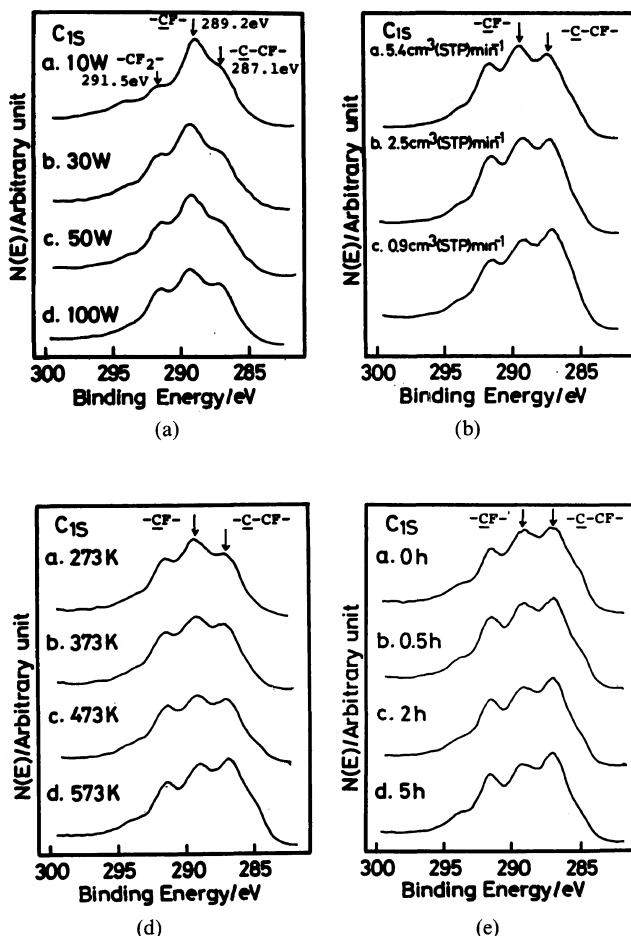 -CF-
289.2eV
C1S
a. 10W
-CF2-
291.5eV
-C-CF-
287.1eV
b. 30W
c. 50W
d. 100W
N(E)/Arbitrary unit
300 295 290 285
Binding Energy/eV
(a)
-CF-
-C-CF-
C1S
a. 5.4cm³(STP)min⁻¹
b. 2.5cm³(STP)min⁻¹
c. 0.9cm³(STP)min⁻¹
N(E)/Arbitrary unit
300 295 290 285
Binding Energy/eV
(b)
-CF-
-C-CF-
C1S
a. 273K
b. 373K
c. 473K
d. 573K
N(E)/Arbitrary unit
300 295 290 285
Binding Energy/eV
(d)
-CF-
-C-CF-
C1S
a. 0h
b. 0.5h
c. 2h
d. 5h
N(E)/Arbitrary unit
300 295 290 285
Binding Energy/eV
(e)